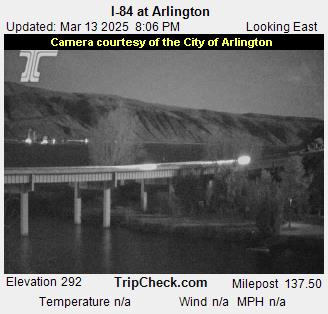 I-84 at Arlington
Updated: Mar 13 2025 8:06 PM Looking East
Camera courtesy of the City of Arlington
Elevation 292 TripCheck.com Milepost 137.50
Temperature n/a Wind n/a MPH n/a